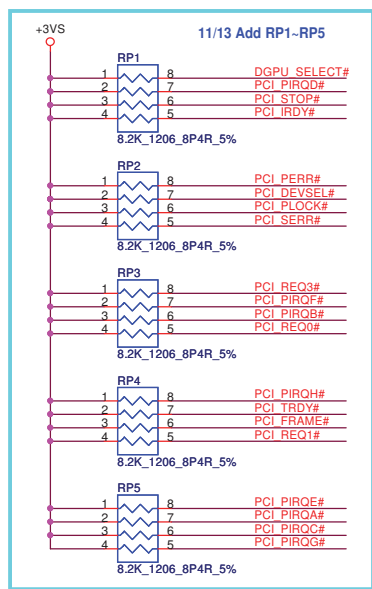 +3VS
11/13 Add RP1~RP5
RP1
1 8 DGPU_SELECT#
2 7 PCI_PIRQD#
3 6 PCI_STOP#
4 5 PCI_IRDY#
8.2K_1206_8P4R_5%
RP2
1 8 PCI_PERR#
2 7 PCI_DEVSEL#
3 6 PCI_PLOCK#
4 5 PCI_SERR#
8.2K_1206_8P4R_5%
RP3
1 8 PCI_REQ3#
2 7 PCI_PIRQF#
3 6 PCI_PIRQB#
4 5 PCI_REQ0#
8.2K_1206_8P4R_5%
RP4
1 8 PCI_PIRQH#
2 7 PCI_TRDY#
3 6 PCI_FRAME#
4 5 PCI_REQ1#
8.2K_1206_8P4R_5%
RP5
1 8 PCI_PIRQE#
2 7 PCI_PIRQA#
3 6 PCI_PIRQC#
4 5 PCI_PIRQG#
8.2K_1206_8P4R_5%